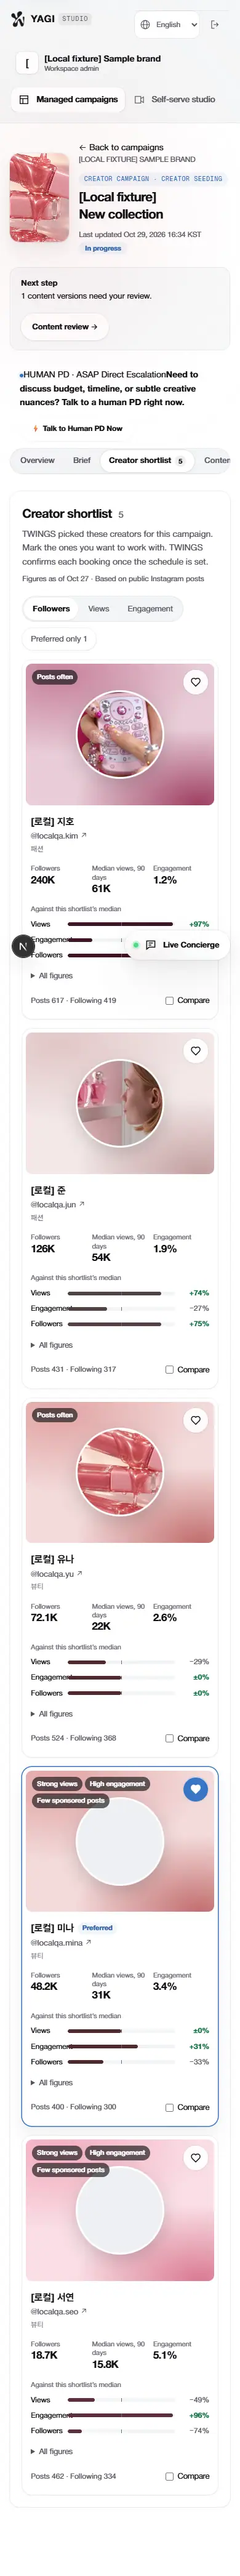 YAGI STUDIO
English
[
[Local fixture] Sample brand
Workspace admin
Managed campaigns
Self-serve studio
← Back to campaigns
[LOCAL FIXTURE] SAMPLE BRAND
CREATOR CAMPAIGN · CREATOR SEEDING
[Local fixture]
New collection
Last updated Oct 29, 2026 16:34 KST
In progress
Next step
1 content versions need your review.
Content review →
HUMAN PD · ASAP Direct EscalationNeed to
discuss budget, timeline, or subtle creative
nuances? Talk to a human PD right now.
Talk to Human PD Now
Overview
Brief
Creator shortlist 5
Conten
Creator shortlist 5
TWINGS picked these creators for this campaign.
Mark the ones you want to work with. TWINGS
confirms each booking once the schedule is set.
Figures as of Oct 27 · Based on public Instagram posts
Followers
Views
Engagement
Preferred only 1
Posts often
[로컬] 지호
@localqa.kim ↗
패션
Followers
240K
Median views, 90
days
61K
Engagement
1.2%
Against this shortlist's median
Views +97%
Engagement
Followers
N
Live Concierge
▶ All figures
Posts 617 · Following 419
Compare
[로컬] 준
@localqa.jun ↗
패션
Followers
126K
Median views, 90
days
54K
Engagement
1.9%
Against this shortlist's median
Views +74%
Engagement −27%
Followers +75%
▶ All figures
Posts 431 · Following 317
Compare
Posts often
[로컬] 유나
@localqa.yu ↗
뷰티
Followers
72.1K
Median views, 90
days
22K
Engagement
2.6%
Against this shortlist's median
Views −29%
Engagement ±0%
Followers ±0%
▶ All figures
Posts 524 · Following 368
Compare
Strong views
High engagement
Few sponsored posts
[로컬] 미나 Preferred
@localqa.mina ↗
뷰티
Followers
48.2K
Median views, 90
days
31K
Engagement
3.4%
Against this shortlist's median
Views ±0%
Engagement +31%
Followers −33%
▶ All figures
Posts 400 · Following 300
Compare
Strong views
High engagement
Few sponsored posts
[로컬] 서연
@localqa.seo ↗
뷰티
Followers
18.7K
Median views, 90
days
15.8K
Engagement
5.1%
Against this shortlist's median
Views −49%
Engagement +96%
Followers −74%
▶ All figures
Posts 462 · Following 334
Compare